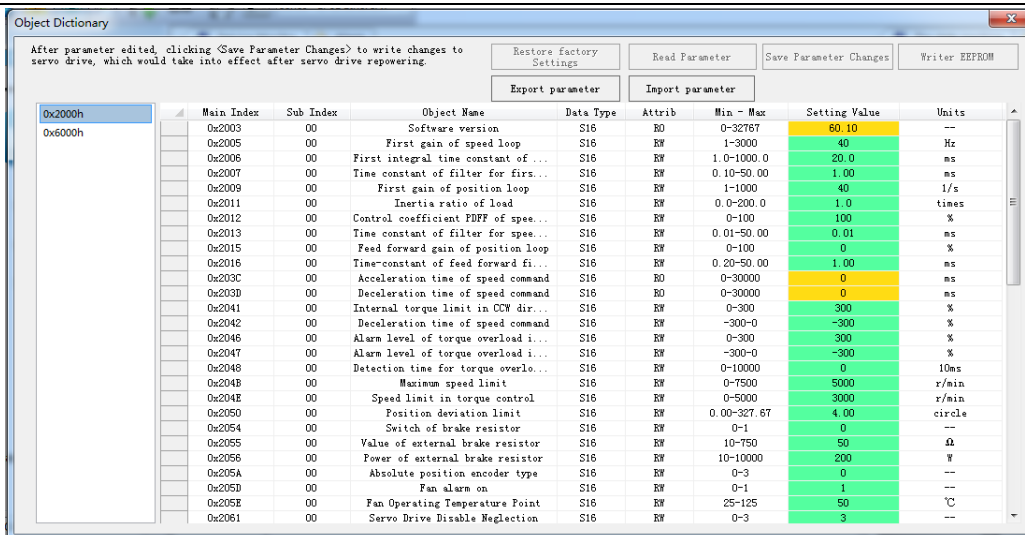 Object Dictionary
After parameter edited, clicking <Save Parameter Changes> to write changes to
servo drive, which would take into effect after servo drive repowering.
Restore factory
Settings
Read Parameter
Save Parameter Changes
Writer EEPROM
Export parameter
Import parameter
0x2000h
0x6000h
Main Index Sub Index Object Name Data Type Attrib Min - Max Setting Value Units
0x2003 00 Software version S16 RO 0-32767 60.10 --
0x2005 00 First gain of speed loop S16 RW 1-3000 40 Hz
0x2006 00 First integral time constant of ... S16 RW 1.0-1000.0 20.0 ms
0x2007 00 Time constant of filter for firs... S16 RW 0.10-50.00 1.00 ms
0x2009 00 First gain of position loop S16 RW 1-1000 40 1/s
0x2011 00 Inertia ratio of load S16 RW 0.0-200.0 1.0 times
0x2012 00 Control coefficient PDFF of spee... S16 RW 0-100 100 %
0x2013 00 Time constant of filter for spee... S16 RW 0.01-50.00 0.01 ms
0x2015 00 Feed forward gain of position loop S16 RW 0-100 0 %
0x2016 00 Time-constant of feed forward fi... S16 RW 0.20-50.00 1.00 ms
0x203C 00 Acceleration time of speed command S16 RO 0-30000 0 ms
0x203D 00 Deceleration time of speed command S16 RO 0-30000 0 ms
0x2041 00 Internal torque limit in CCW dir... S16 RW 0-300 300 %
0x2042 00 Deceleration time of speed command S16 RW -300-0 -300 %
0x2046 00 Alarm level of torque overload i... S16 RW 0-300 300 %
0x2047 00 Alarm level of torque overload i... S16 RW -300-0 -300 %
0x2048 00 Detection time for torque overlo... S16 RW 0-10000 0 10ms
0x204B 00 Maximum speed limit S16 RW 0-7500 5000 r/min
0x204E 00 Speed limit in torque control S16 RW 0-5000 3000 r/min
0x2050 00 Position deviation limit S16 RW 0.00-327.67 4.00 circle
0x2054 00 Switch of brake resistor S16 RW 0-1 0 --
0x2055 00 Value of external brake resistor S16 RW 10-750 50 Ω
0x2056 00 Power of external brake resistor S16 RW 10-10000 200 W
0x205A 00 Absolute position encoder type S16 RW 0-3 0 --
0x205D 00 Fan alarm on S16 RW 0-1 1 --
0x205E 00 Fan Operating Temperature Point S16 RW 25-125 50 ℃
0x2061 00 Servo Drive Disable Neglection S16 RW 0-3 3 --